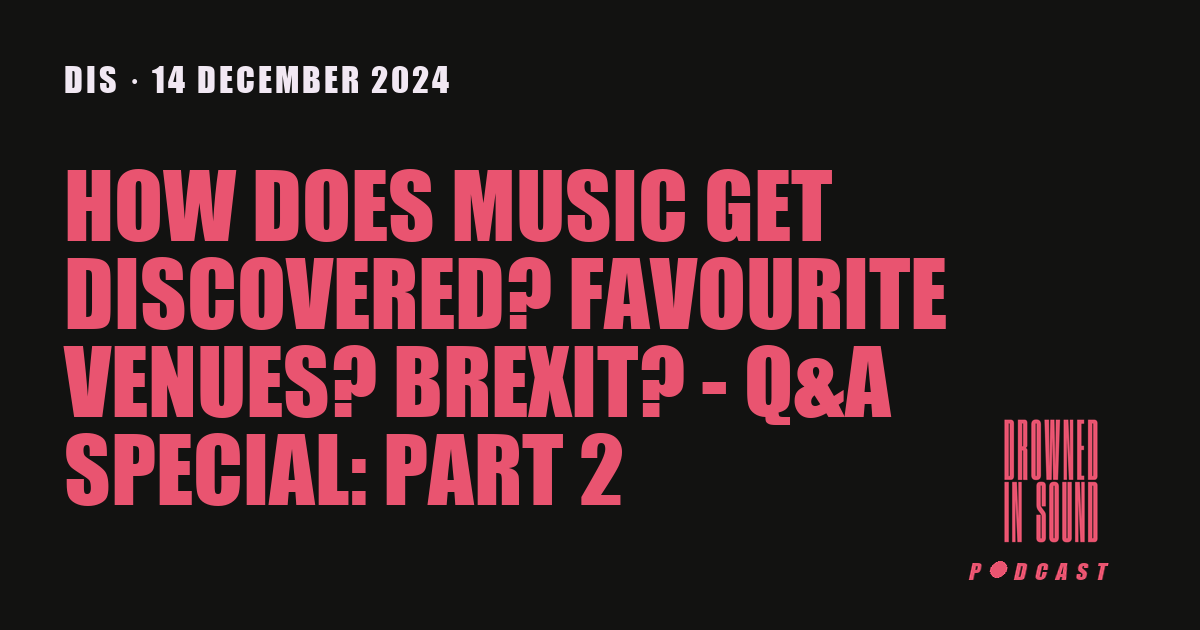 DIS · 14 DECEMBER 2024
HOW DOES MUSIC GET
DISCOVERED? FAVOURITE
VENUES? BREXIT? - Q&A
SPECIAL: PART 2
DROWNED
IN SOUND
PODCAST